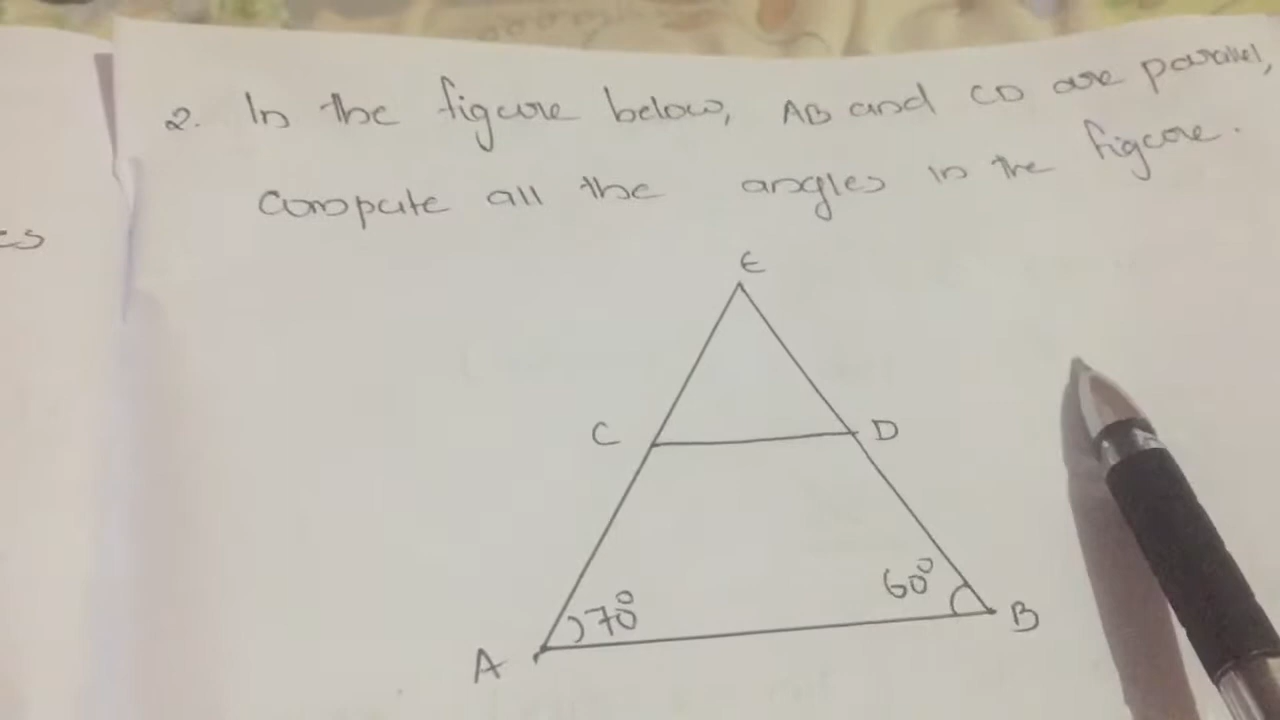 es
2. In the figure below, AB and CD are parallel,
compute all the angles in the figure.
E
C
D
60°
70°
B
A